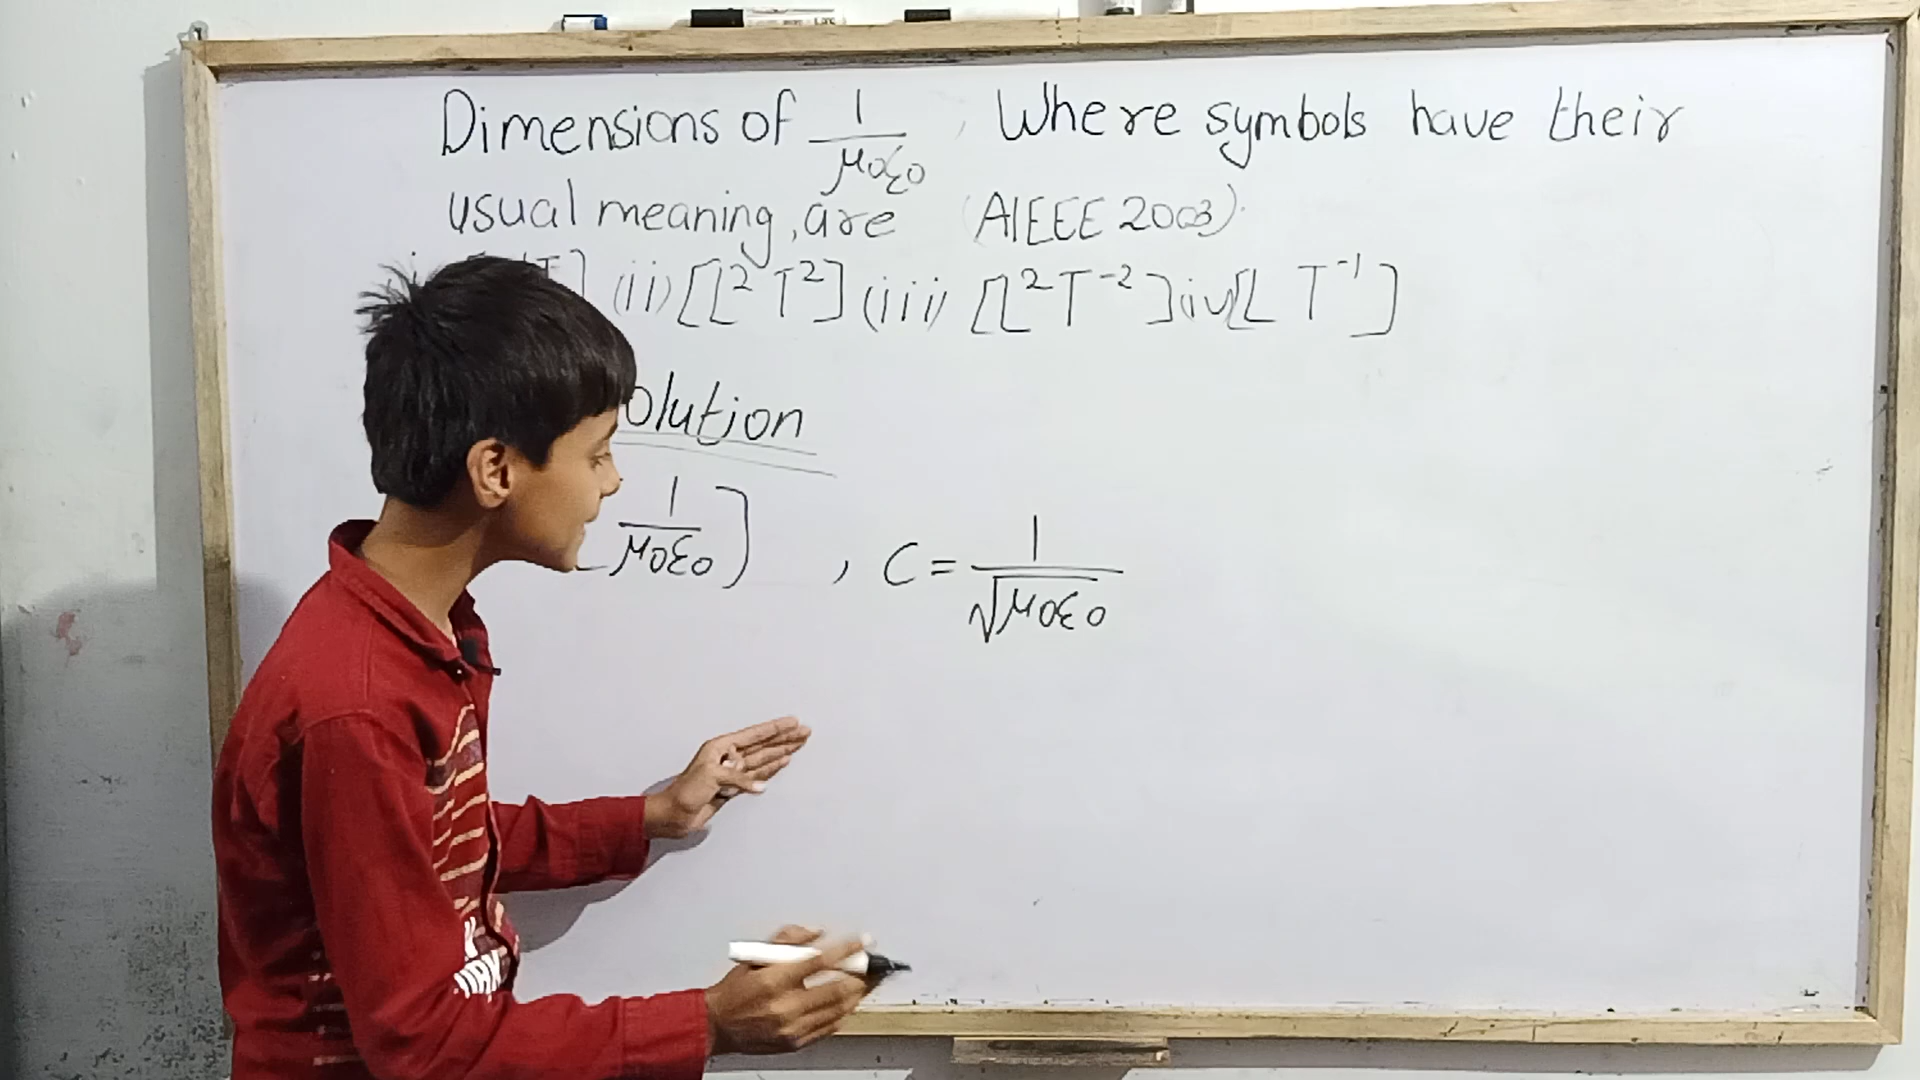 Dimensions of 1/μ0ε0, Where symbols have their
usual meaning, are (AIEEE 2003).
] (ii) [L²T²] (iii) [L²T⁻²] iv) [L T⁻¹]
olution
1/μ0ε0] , C = 1/√μ0ε0